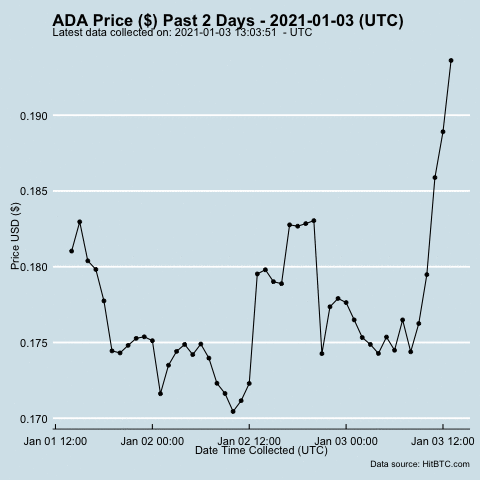 ADA Price ($) Past 2 Days - 2021-01-03 (UTC)
Latest data collected on: 2021-01-03 13:03:51 - UTC
0.190
0.185
0.180
0.175
0.170
Price USD ($)
Jan 01 12:00 Jan 02 00:00 Jan 02 12:00 Jan 03 00:00 Jan 03 12:00
Date Time Collected (UTC)
Data source: HitBTC.com